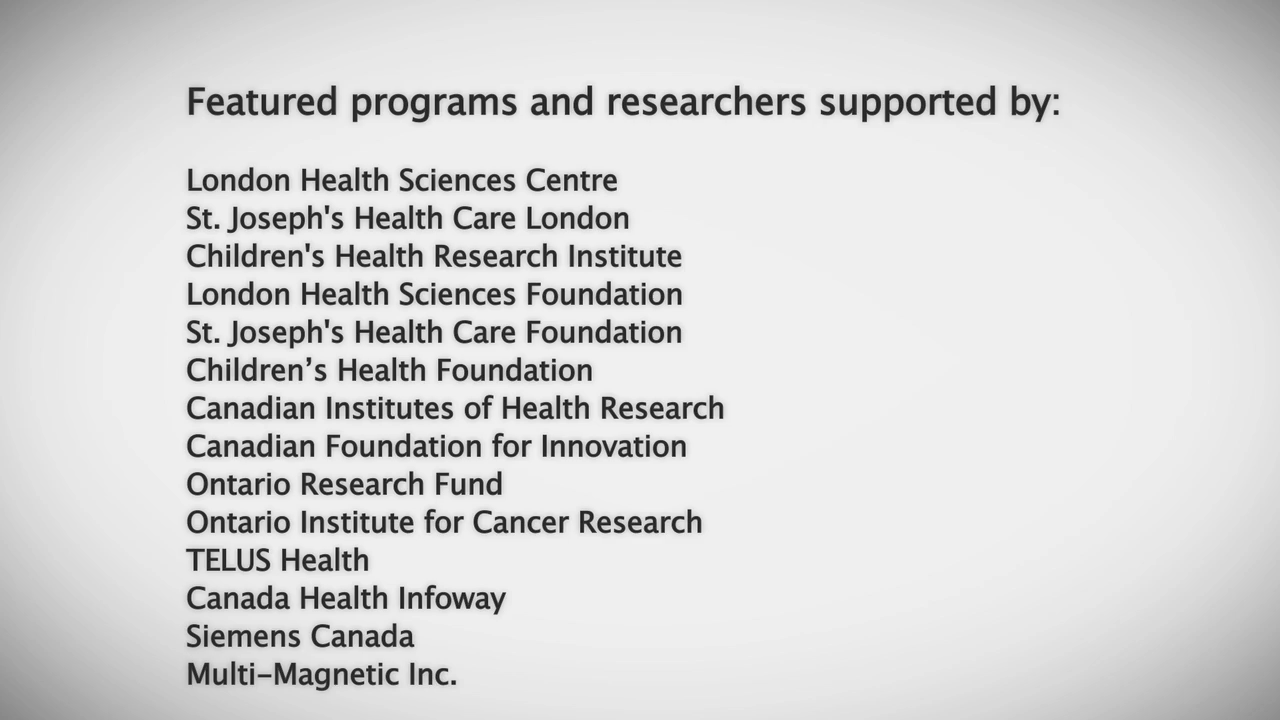 Featured programs and researchers supported by:
London Health Sciences Centre
St. Joseph's Health Care London
Children's Health Research Institute
London Health Sciences Foundation
St. Joseph's Health Care Foundation
Children’s Health Foundation
Canadian Institutes of Health Research
Canadian Foundation for Innovation
Ontario Research Fund
Ontario Institute for Cancer Research
TELUS Health
Canada Health Infoway
Siemens Canada
Multi-Magnetic Inc.